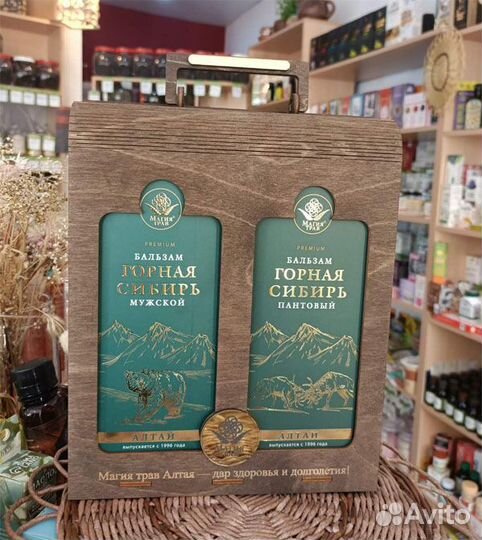 МАГИЯ
ТРАВ
PREMIUM
БАЛЬЗАМ
ГОРНАЯ
СИБИРЬ
МУЖСКОЙ
АЛТАЙ
выпускается с 1996 года
МАГИЯ
ТРАВ
PREMIUM
БАЛЬЗАМ
ГОРНАЯ
СИБИРЬ
ПАНТОВЫЙ
АЛТАЙ
выпускается с 1996 года
Магия трав Алтая — дар здоровья и долголетия!
Avito